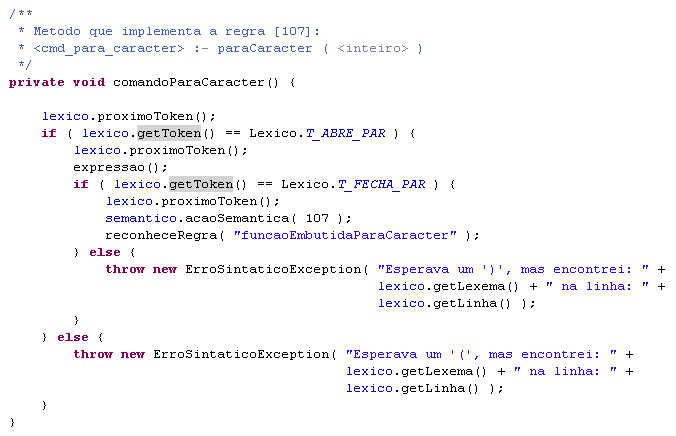 /**
 * Metodo que implementa a regra [107]:
 * <cmd_para_caracter> :- paraCaracter ( <inteiro> )
 */
private void comandoParaCaracter() {
lexico.proximoToken();
if ( lexico.getToken() == Lexico.T_ABRE_PAR ) {
lexico.proximoToken();
expressao();
if ( lexico.getToken() == Lexico.T_FECHA_PAR ) {
lexico.proximoToken();
semantico.acaoSemantica( 107 );
reconheceRegra( "funcaoEmbutidaParaCaracter" );
} else {
throw new ErroSintaticoException( "Esperava um ')', mas encontrei: " +
lexico.getLexema() + " na linha: " +
lexico.getLinha() );
}
} else {
throw new ErroSintaticoException( "Esperava um '(', mas encontrei: " +
lexico.getLexema() + " na linha: " +
lexico.getLinha() );
}
}